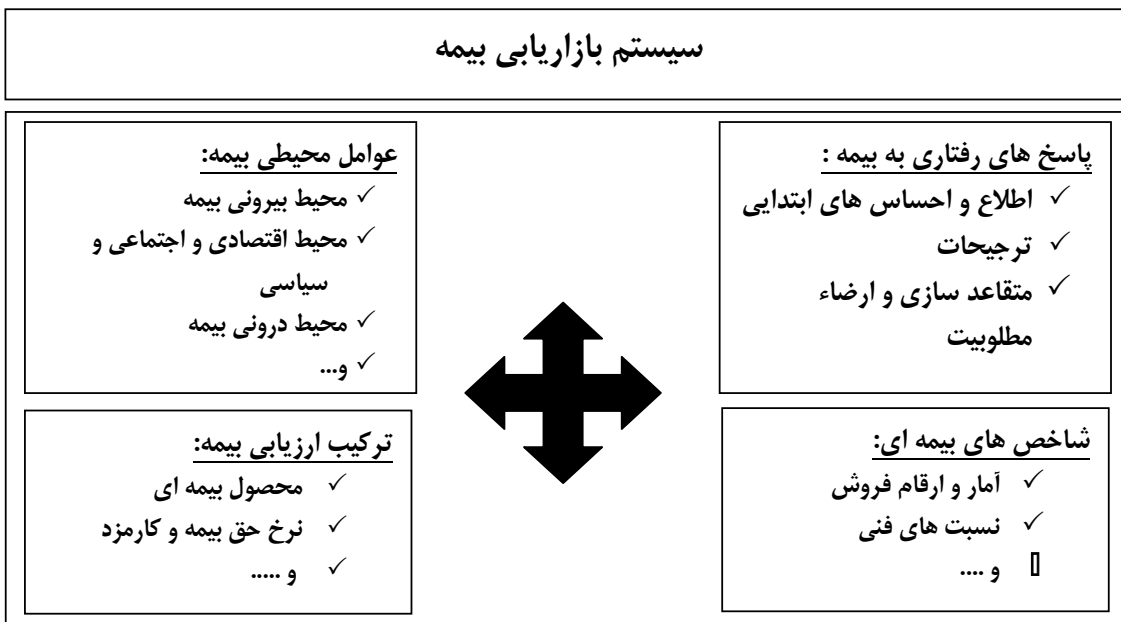 سیستم بازاریابی بیمه
پاسخ های رفتاری به بیمه :
✓ اطلاع و احساس های ابتدایی
✓ ترجیحات
✓ متقاعد سازی و ارضاء
مطلوبیت
عوامل محیطی بیمه:
✓ محیط بیرونی بیمه
✓ محیط اقتصادی و اجتماعی و
سیاسی
✓ محیط درونی بیمه
✓ و...
شاخص های بیمه ای:
✓ آمار و ارقام فروش
✓ نسبت های فنی
▯ و ....
ترکیب ارزیابی بیمه:
✓ محصول بیمه ای
✓ نرخ حق بیمه و کارمزد
✓ و .....